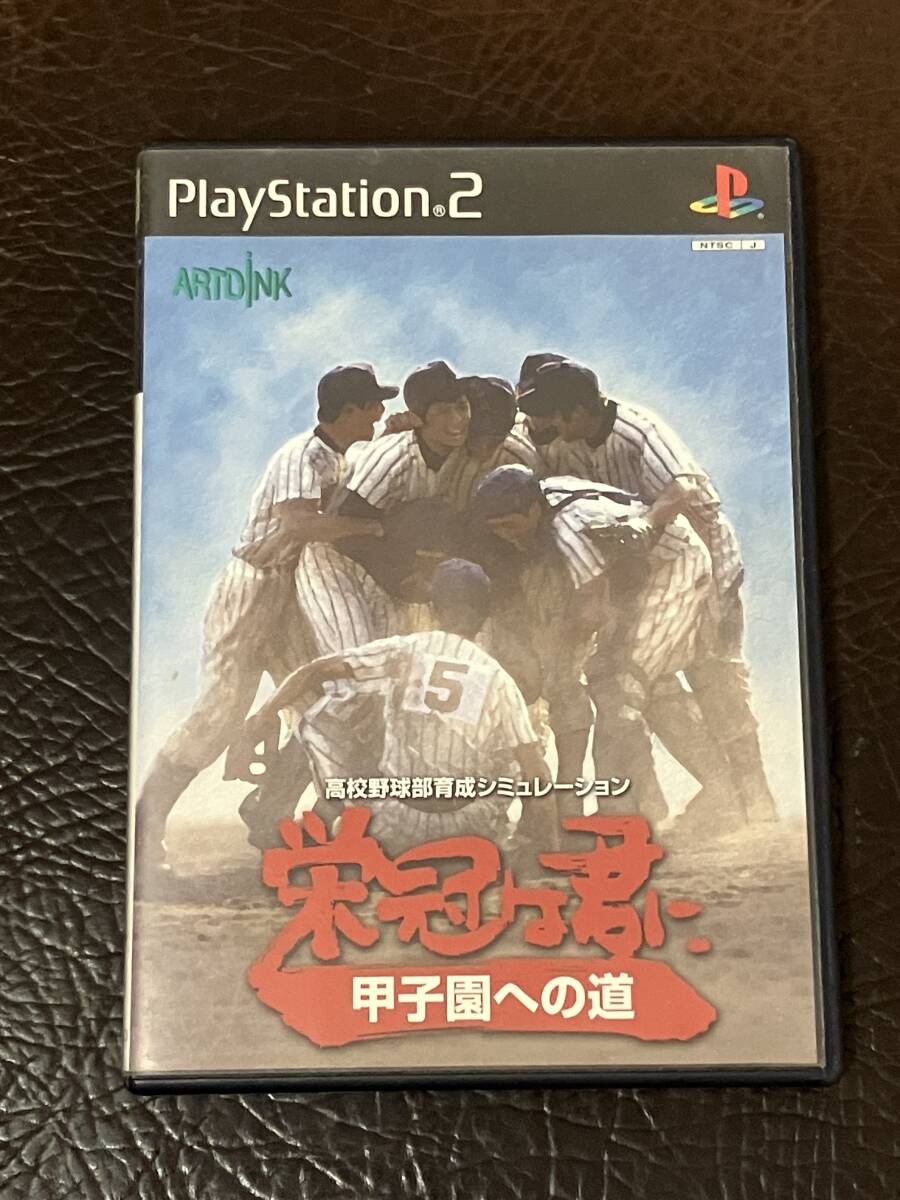 PlayStation®2
NTSC J
ARTDINK
5
高校野球部育成シミュレーション
栄冠は君に
甲子園への道